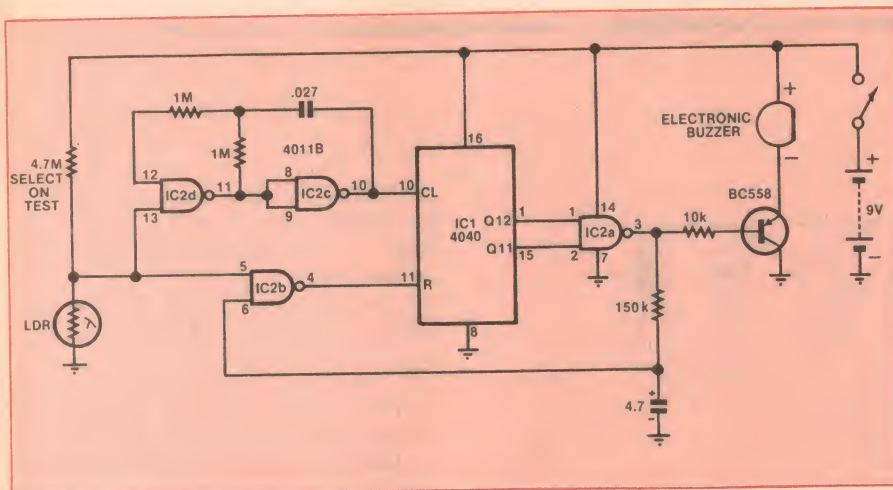 1M
.027
4.7M
SELECT
ON
TEST
1M
4011B
12
13
IC2d
11
8
9
IC2c
10
10
CL
16
IC1
4040
Q12
1
Q11
15
R
11
8
1
2
14
IC2a
7
3
10k
ELECTRONIC
BUZZER
+
-
BC558
+
9V
-
5
6
IC2b
4
LDR
λ
150k
4.7
+
-